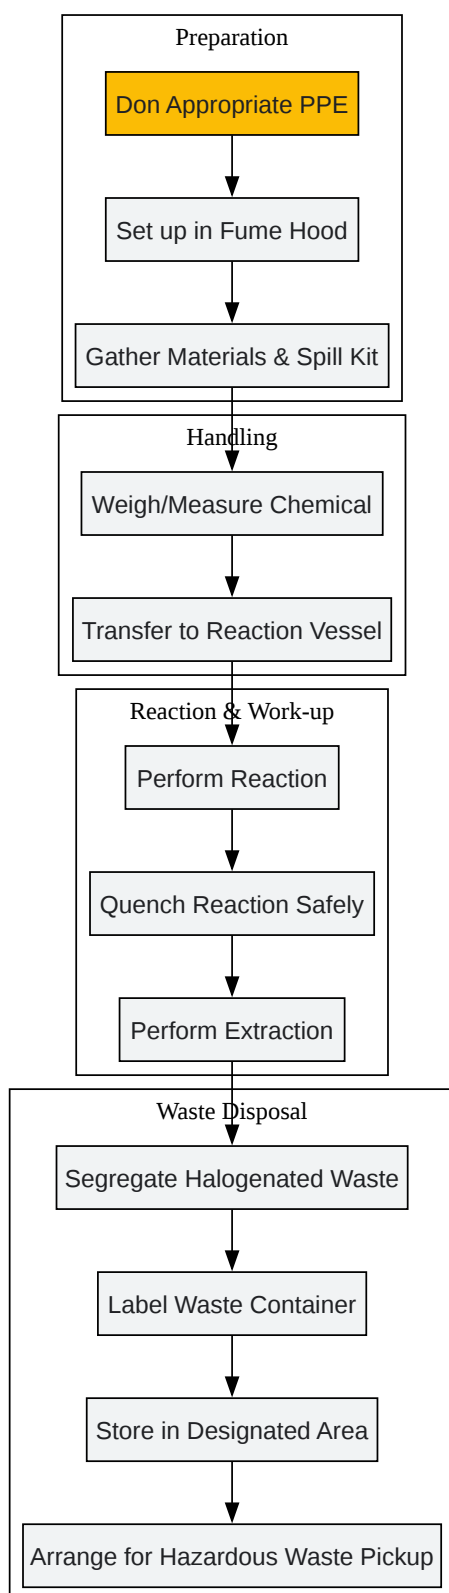 Preparation
Don Appropriate PPE
Set up in Fume Hood
Gather Materials & Spill Kit
Handling
Weigh/Measure Chemical
Transfer to Reaction Vessel
Reaction & Work-up
Perform Reaction
Quench Reaction Safely
Perform Extraction
Waste Disposal
Segregate Halogenated Waste
Label Waste Container
Store in Designated Area
Arrange for Hazardous Waste Pickup